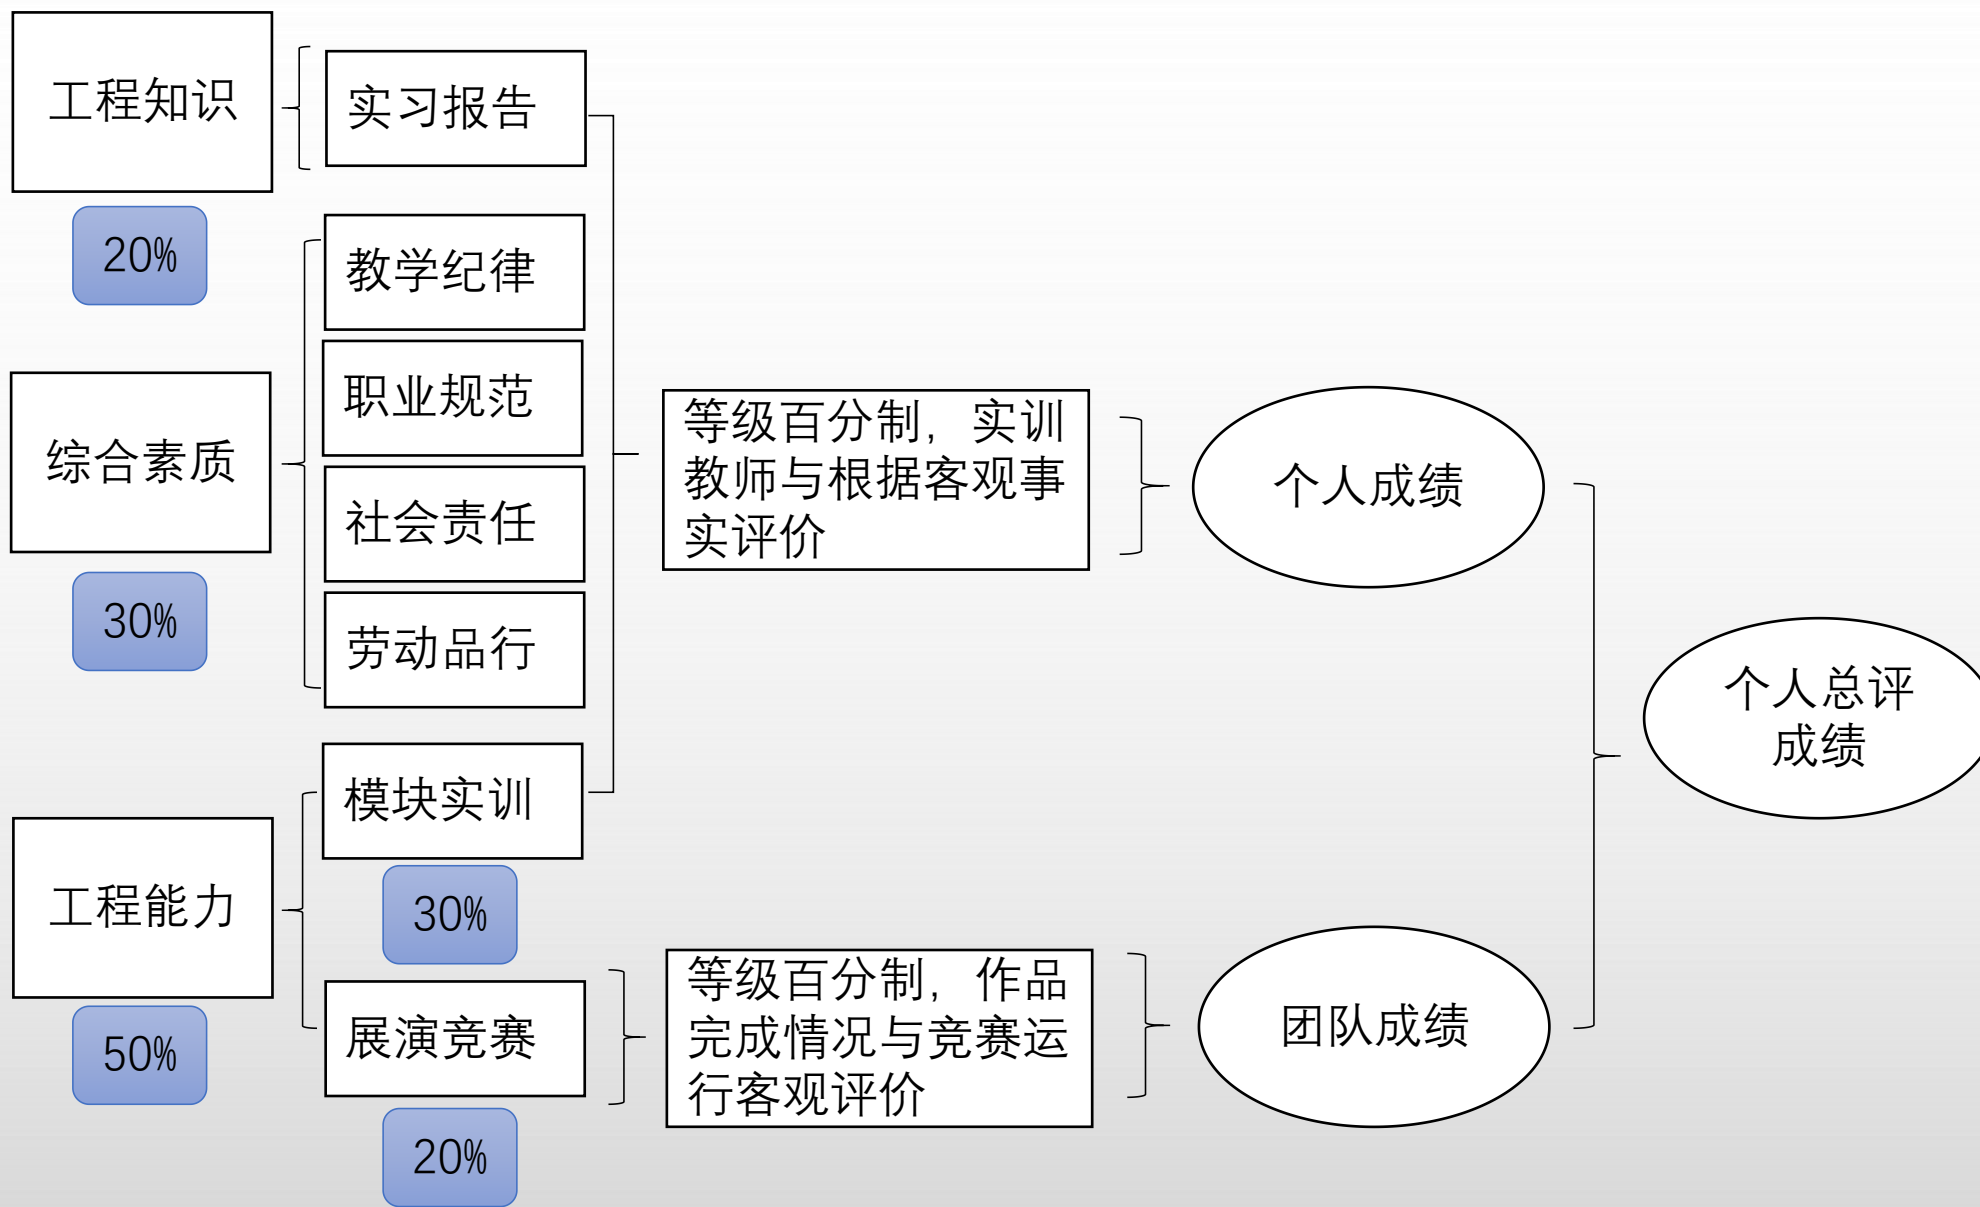 工程知识
20%
实习报告
综合素质
30%
教学纪律
职业规范
社会责任
劳动品行
工程能力
50%
模块实训
30%
展演竞赛
20%
等级百分制，实训
教师与根据客观事
实评价
等级百分制，作品
完成情况与竞赛运
行客观评价
个人成绩
团队成绩
个人总评
成绩